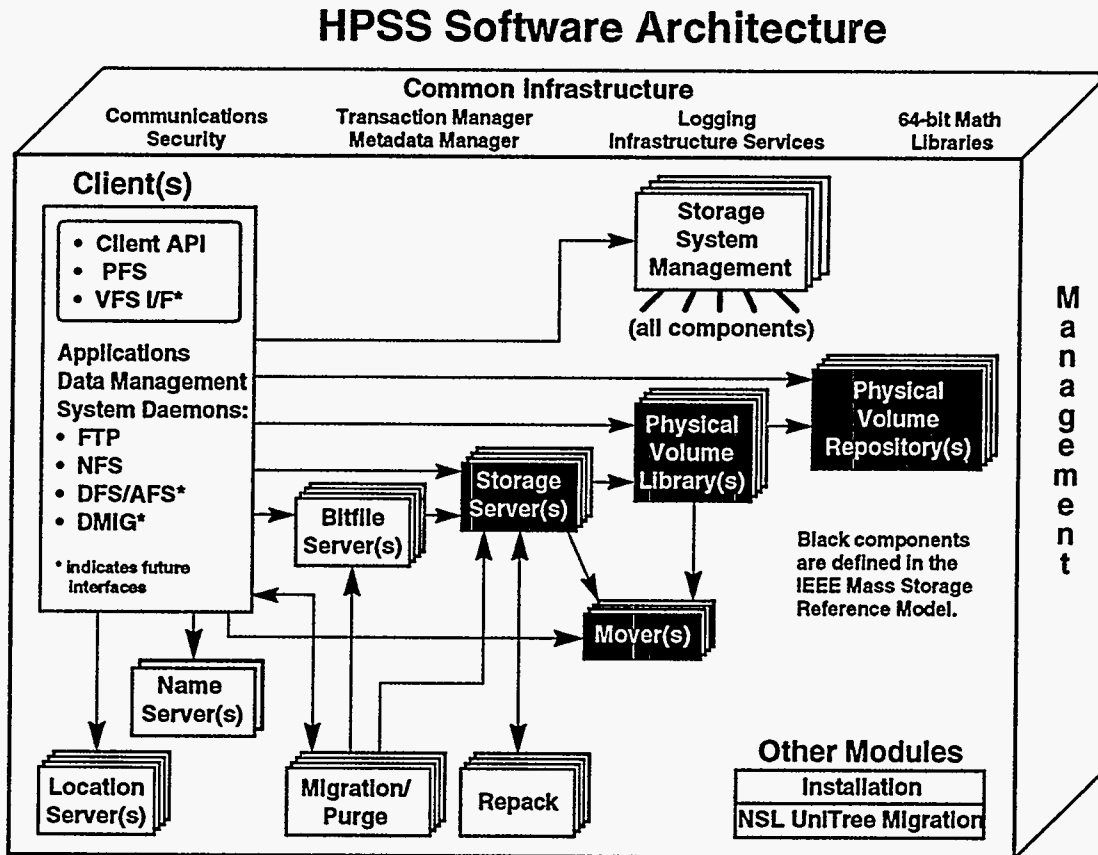 HPSS Software Architecture
Common Infrastructure
Communications
Security
Transaction Manager
Metadata Manager
Logging
Infrastructure Services
64-bit Math
Libraries
Client(s)
• Client API
• PFS
• VFS I/F*
Applications
Data Management
System Daemons:
• FTP
• NFS
• DFS/AFS*
• DMIG*
* indicates future
interfaces
Storage
System
Management
(all components)
Physical
Volume
Repository(s)
Physical
Volume
Library(s)
Storage
Server(s)
Bitfile
Server(s)
Black components
are defined in the
IEEE Mass Storage
Reference Model.
Mover(s)
Name
Server(s)
Location
Server(s)
Migration/
Purge
Repack
Other Modules
Installation
NSL UniTree Migration
Management